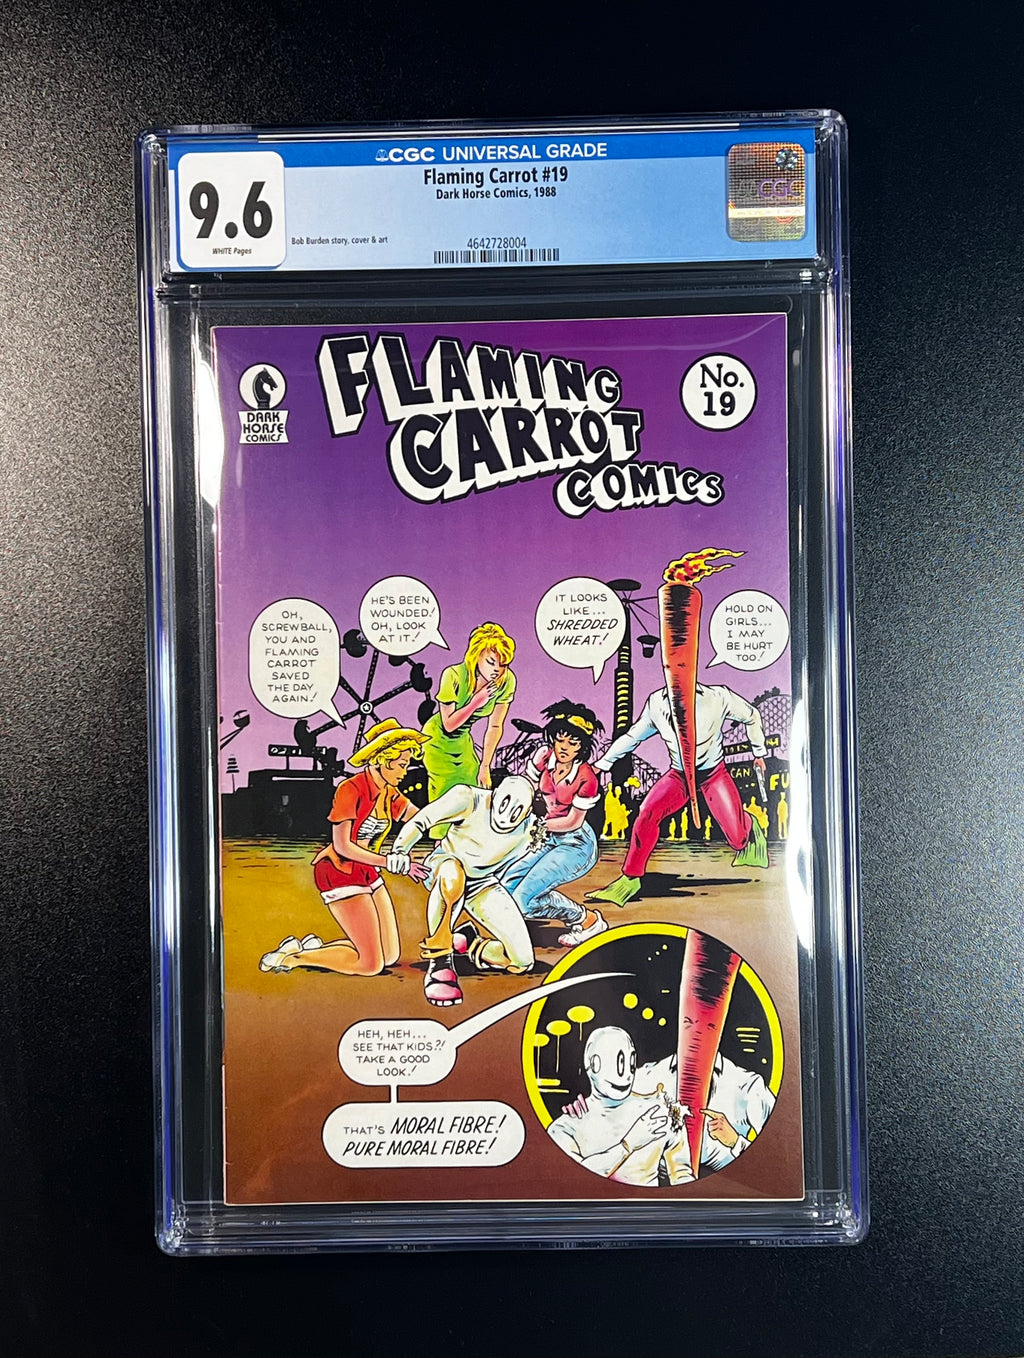 CGC UNIVERSAL GRADE
Flaming Carrot #19
Dark Horse Comics, 1988
9.6
WHITE Pages
Bob Burden story, cover & art
4642728004
CGC
DARK
HORSE
COMICS
FLAMING
CARROT
COMICS
No.
19
OH,
SCREWBALL,
YOU AND
FLAMING
CARROT
SAVED
THE DAY
AGAIN!
HE'S BEEN
WOUNDED!
OH, LOOK
AT IT!
IT LOOKS
LIKE...
SHREDDED
WHEAT!
HOLD ON
GIRLS...
I MAY
BE HURT
TOO!
CAN
FU
HEH, HEH...
SEE THAT KIDS?!
TAKE A GOOD
LOOK!
THAT'S MORAL FIBRE!
PURE MORAL FIBRE!